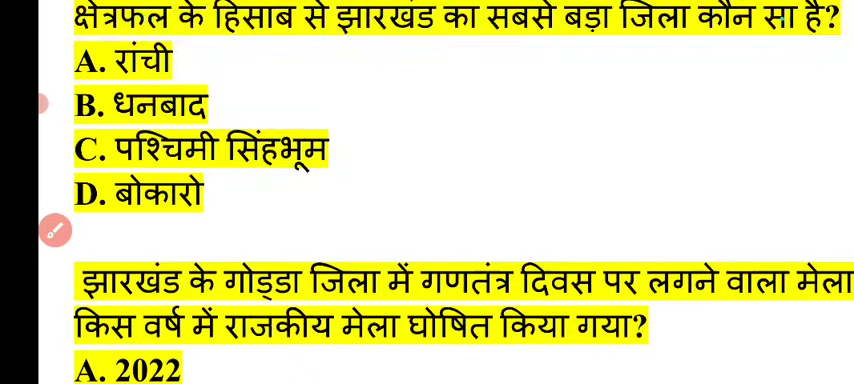 क्षेत्रफल के हिसाब से झारखंड का सबसे बड़ा जिला कौन सा है?
A. रांची
B. धनबाद
C. पश्चिमी सिंहभूम
D. बोकारो
झारखंड के गोड्डा जिला में गणतंत्र दिवस पर लगने वाला मेला
किस वर्ष में राजकीय मेला घोषित किया गया?
A. 2022